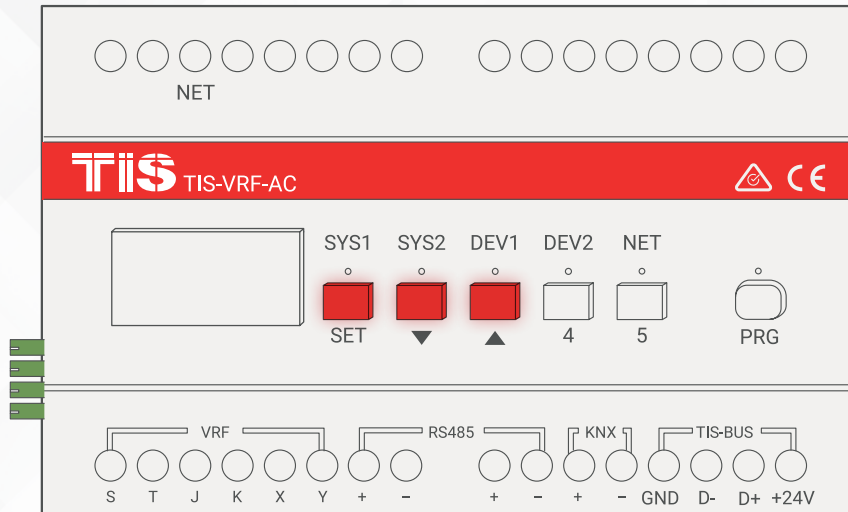 NET
TIS TIS-VRF-AC CE
SYS1 SYS2 DEV1 DEV2 NET
SET ▼ ▲ 4 5 PRG
VRF RS485 KNX TIS-BUS
S T J K X Y + − + − + − GND D- D+ +24V